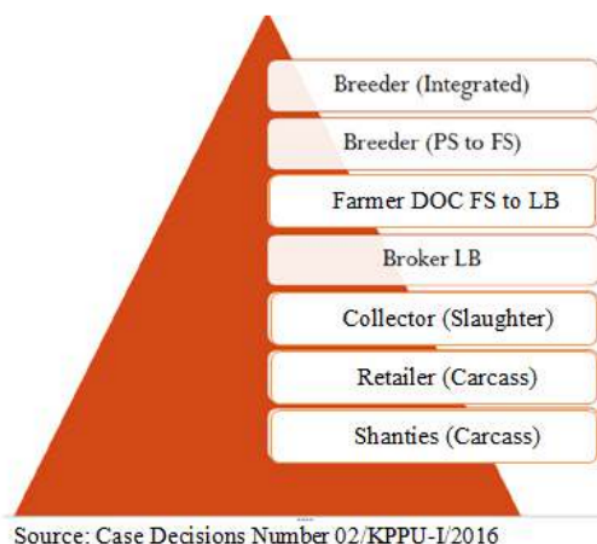 Breeder (Integrated)
Breeder (PS to FS)
Farmer DOC FS to LB
Broker LB
Collector (Slaughter)
Retailer (Carcass)
Shanties (Carcass)
Source: Case Decisions Number 02/KPPU-I/2016